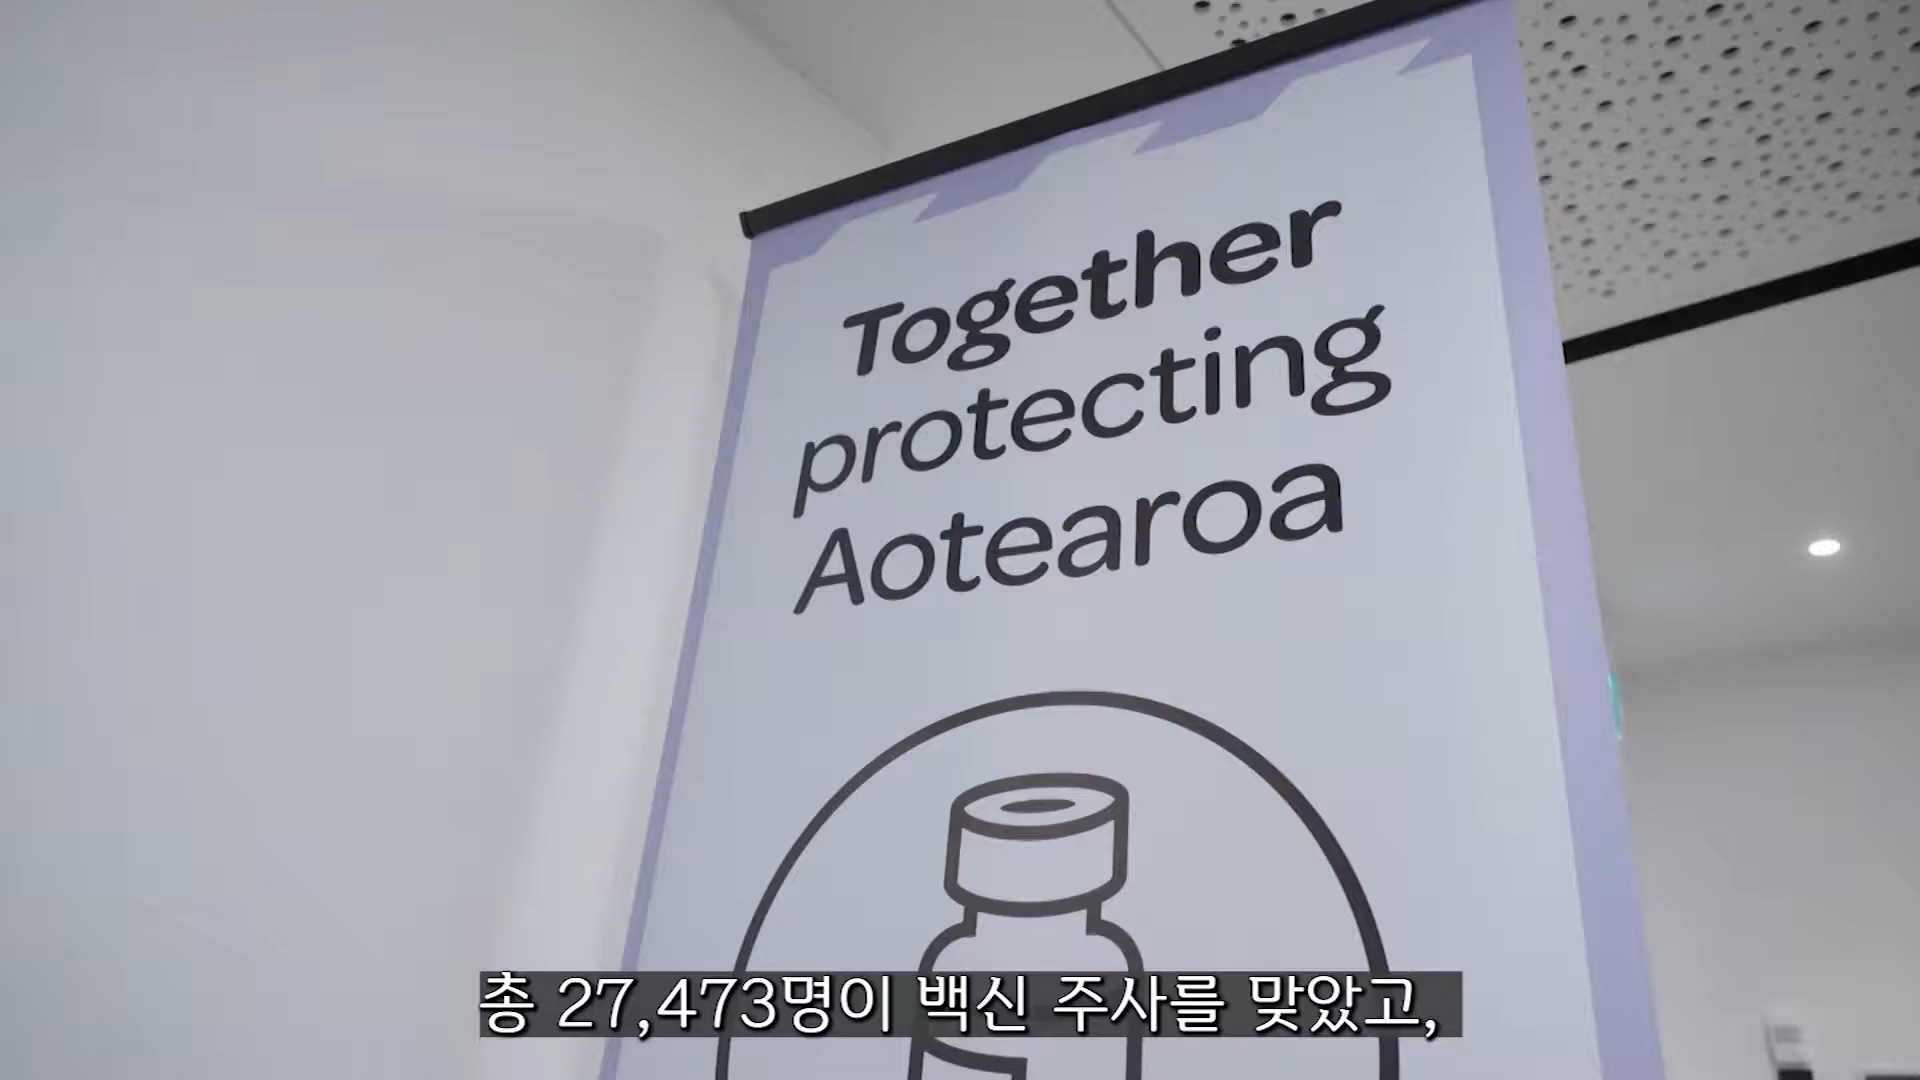 Together
protecting
Aotearoa
총 27,473명이 백신 주사를 맞았고,